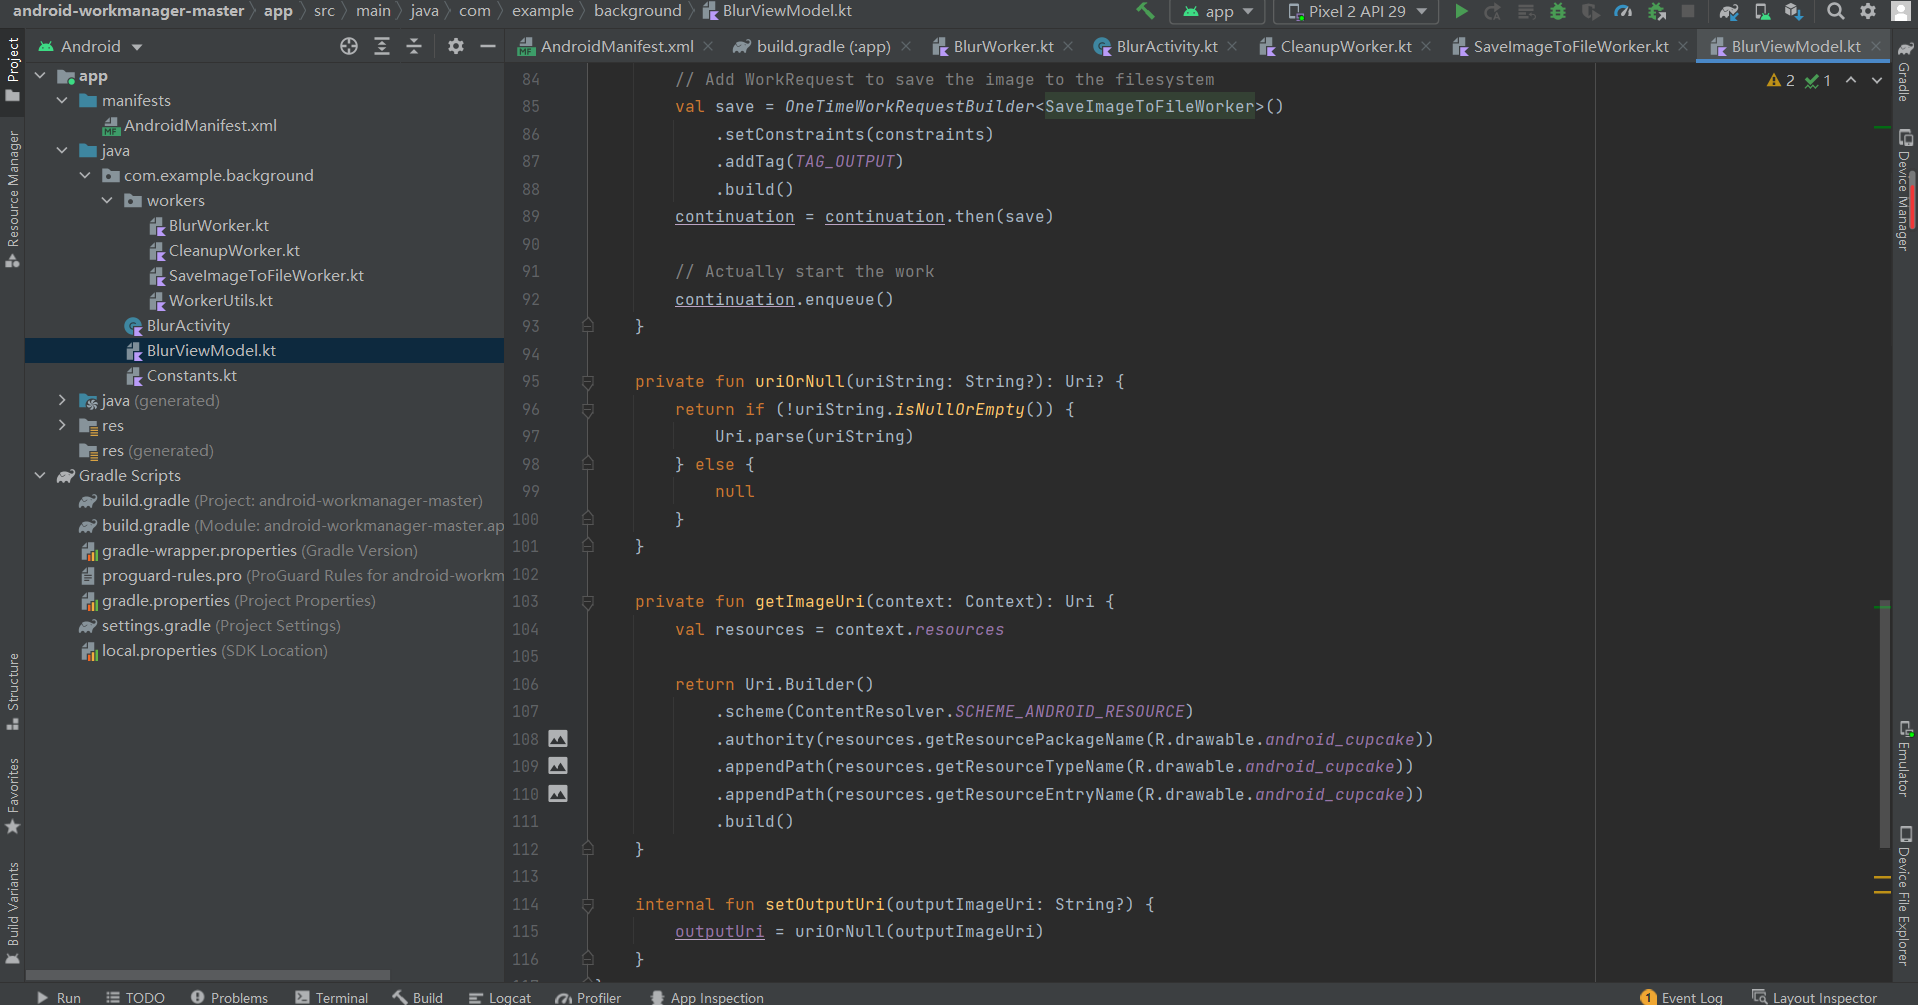 android-workmanager-master > app > src > main > java > com > example > background > BlurViewModel.kt
app
Pixel 2 API 29
Android
AndroidManifest.xml
build.gradle (:app)
BlurWorker.kt
BlurActivity.kt
CleanupWorker.kt
SaveImageToFileWorker.kt
BlurViewModel.kt
Project
Resource Manager
Structure
Favorites
Build Variants
app
manifests
AndroidManifest.xml
java
com.example.background
workers
BlurWorker.kt
CleanupWorker.kt
SaveImageToFileWorker.kt
WorkerUtils.kt
BlurActivity
BlurViewModel.kt
Constants.kt
java (generated)
res
res (generated)
Gradle Scripts
build.gradle (Project: android-workmanager-master)
build.gradle (Module: android-workmanager-master.ap
gradle-wrapper.properties (Gradle Version)
proguard-rules.pro (ProGuard Rules for android-workm
gradle.properties (Project Properties)
settings.gradle (Project Settings)
local.properties (SDK Location)
2 1
84 // Add WorkRequest to save the image to the filesystem
85 val save = OneTimeWorkRequestBuilder<SaveImageToFileWorker>()
86 .setConstraints(constraints)
87 .addTag(TAG_OUTPUT)
88 .build()
89 continuation = continuation.then(save)
90
91 // Actually start the work
92 continuation.enqueue()
93 }
94
95 private fun uriOrNull(uriString: String?): Uri? {
96 return if (!uriString.isNullOrEmpty()) {
97 Uri.parse(uriString)
98 } else {
99 null
100 }
101 }
102
103 private fun getImageUri(context: Context): Uri {
104 val resources = context.resources
105
106 return Uri.Builder()
107 .scheme(ContentResolver.SCHEME_ANDROID_RESOURCE)
108 .authority(resources.getResourcePackageName(R.drawable.android_cupcake))
109 .appendPath(resources.getResourceTypeName(R.drawable.android_cupcake))
110 .appendPath(resources.getResourceEntryName(R.drawable.android_cupcake))
111 .build()
112 }
113
114 internal fun setOutputUri(outputImageUri: String?) {
115 outputUri = uriOrNull(outputImageUri)
116 }
Gradle
Device Manager
Emulator
Device File Explorer
Run
TODO
Problems
Terminal
Build
Logcat
Profiler
App Inspection
1 Event Log
Layout Inspector